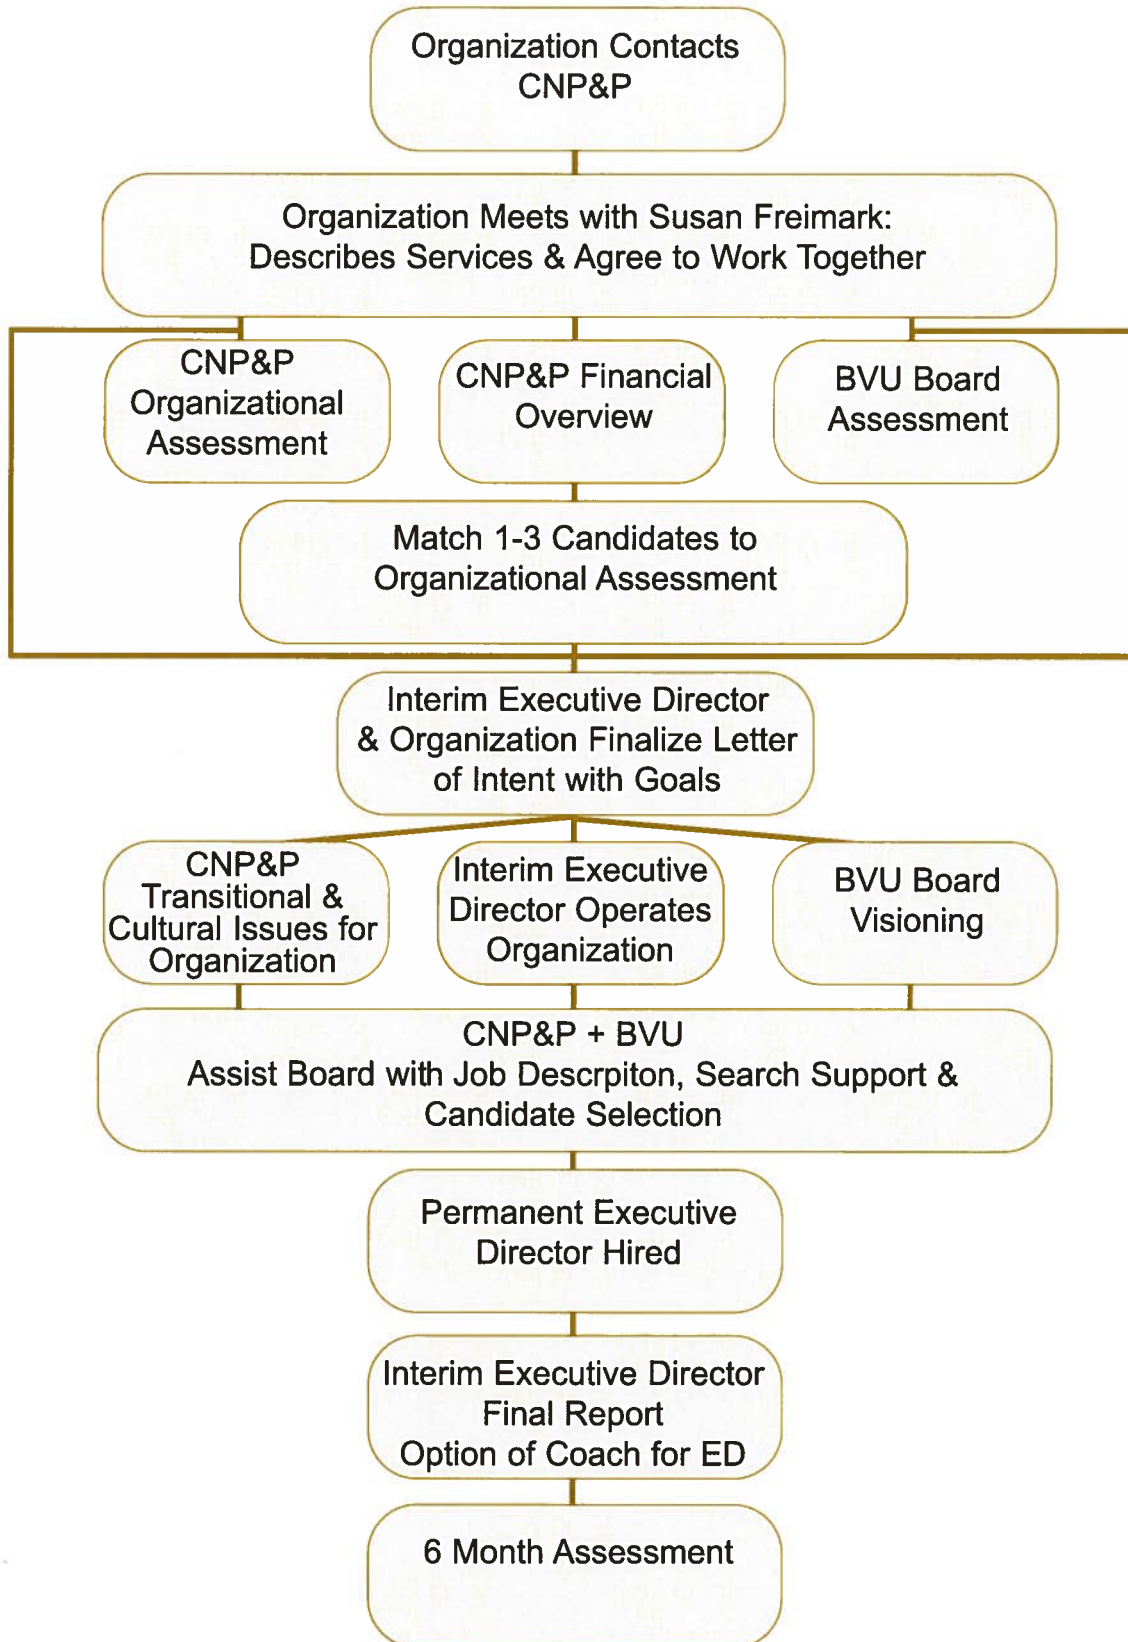 Organization Contacts
CNP&P
Organization Meets with Susan Freimark:
Describes Services & Agree to Work Together
CNP&P
Organizational
Assessment
CNP&P Financial
Overview
BVU Board
Assessment
Match 1-3 Candidates to
Organizational Assessment
Interim Executive Director
& Organization Finalize Letter
of Intent with Goals
CNP&P
Transitional &
Cultural Issues for
Organization
Interim Executive
Director Operates
Organization
BVU Board
Visioning
CNP&P + BVU
Assist Board with Job Descrpiton, Search Support &
Candidate Selection
Permanent Executive
Director Hired
Interim Executive Director
Final Report
Option of Coach for ED
6 Month Assessment